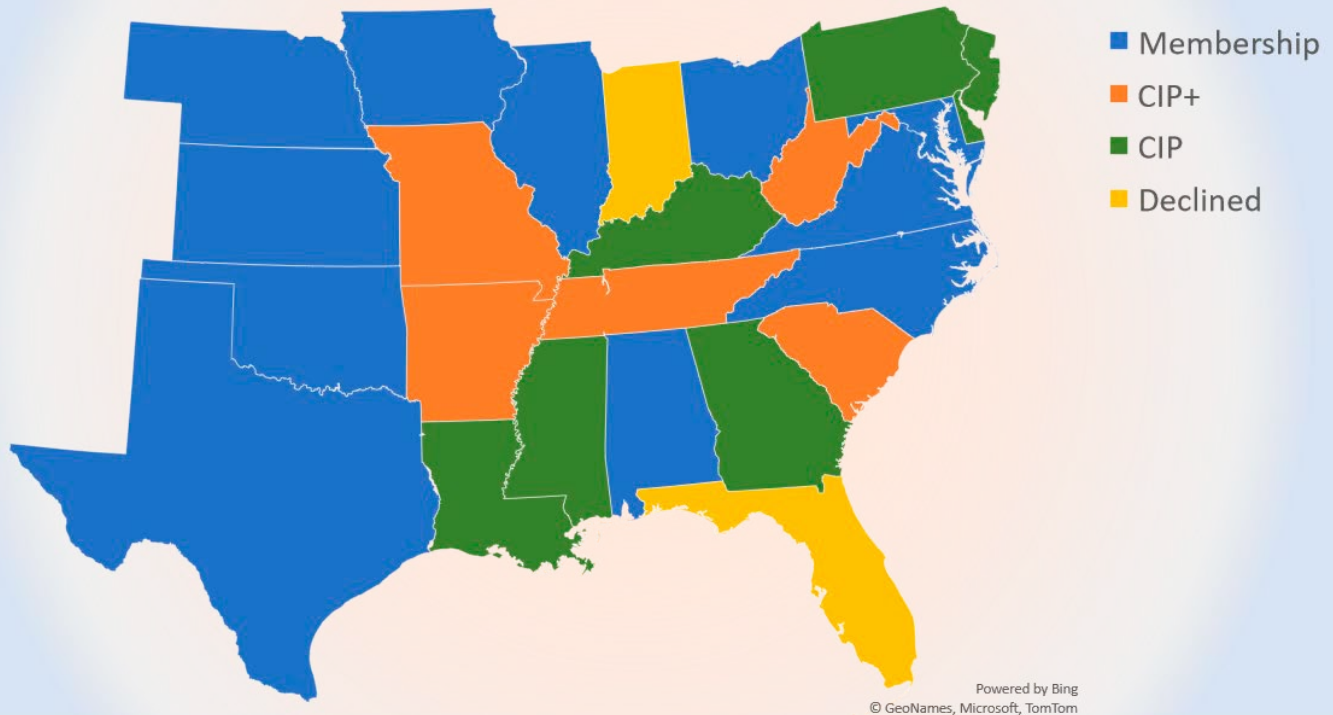 Membership
CIP+
CIP
Declined
Powered by Bing
© GeoNames, Microsoft, TomTom